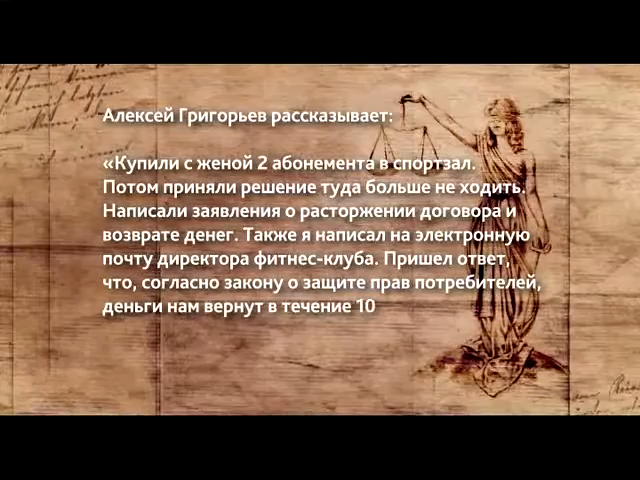 Алексей Григорьев рассказывает:
«Купили с женой 2 абонемента в спортзал.
Потом приняли решение туда больше не ходить.
Написали заявления о расторжении договора и
возврате денег. Также я написал на электронную
почту директора фитнес-клуба. Пришел ответ,
что, согласно закону о защите прав потребителей,
деньги нам вернут в течение 10